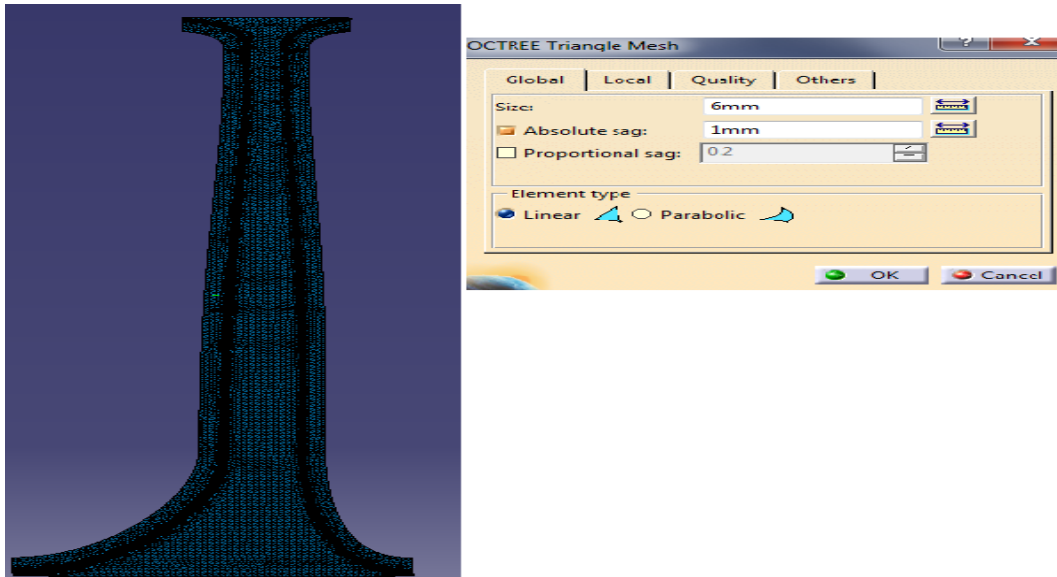 OCTREE Triangle Mesh
Global Local Quality Others
Size: 6mm
Absolute sag: 1mm
Proportional sag: 0.2
Element type
Linear Parabolic
OK Cancel